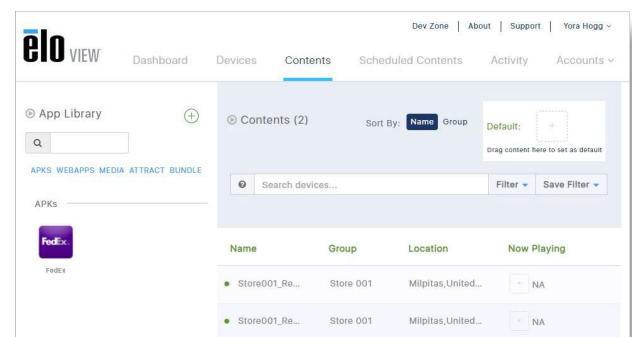 Dev Zone | About | Support | Yora Hogg
ēlo VIEW
Dashboard Devices Contents Scheduled Contents Activity Accounts
App Library
Contents (2)
Sort By: Name Group
Default:
Drag content here to set as default
APKS WEBAPPS MEDIA ATTRACT BUNDLE
Search devices...
Filter
Save Filter
APKs
FedEx.
FedEx
Name Group Location Now Playing
Store001_Re... Store 001 Milpitas,United... NA
Store001_Re... Store 001 Milpitas,United... NA